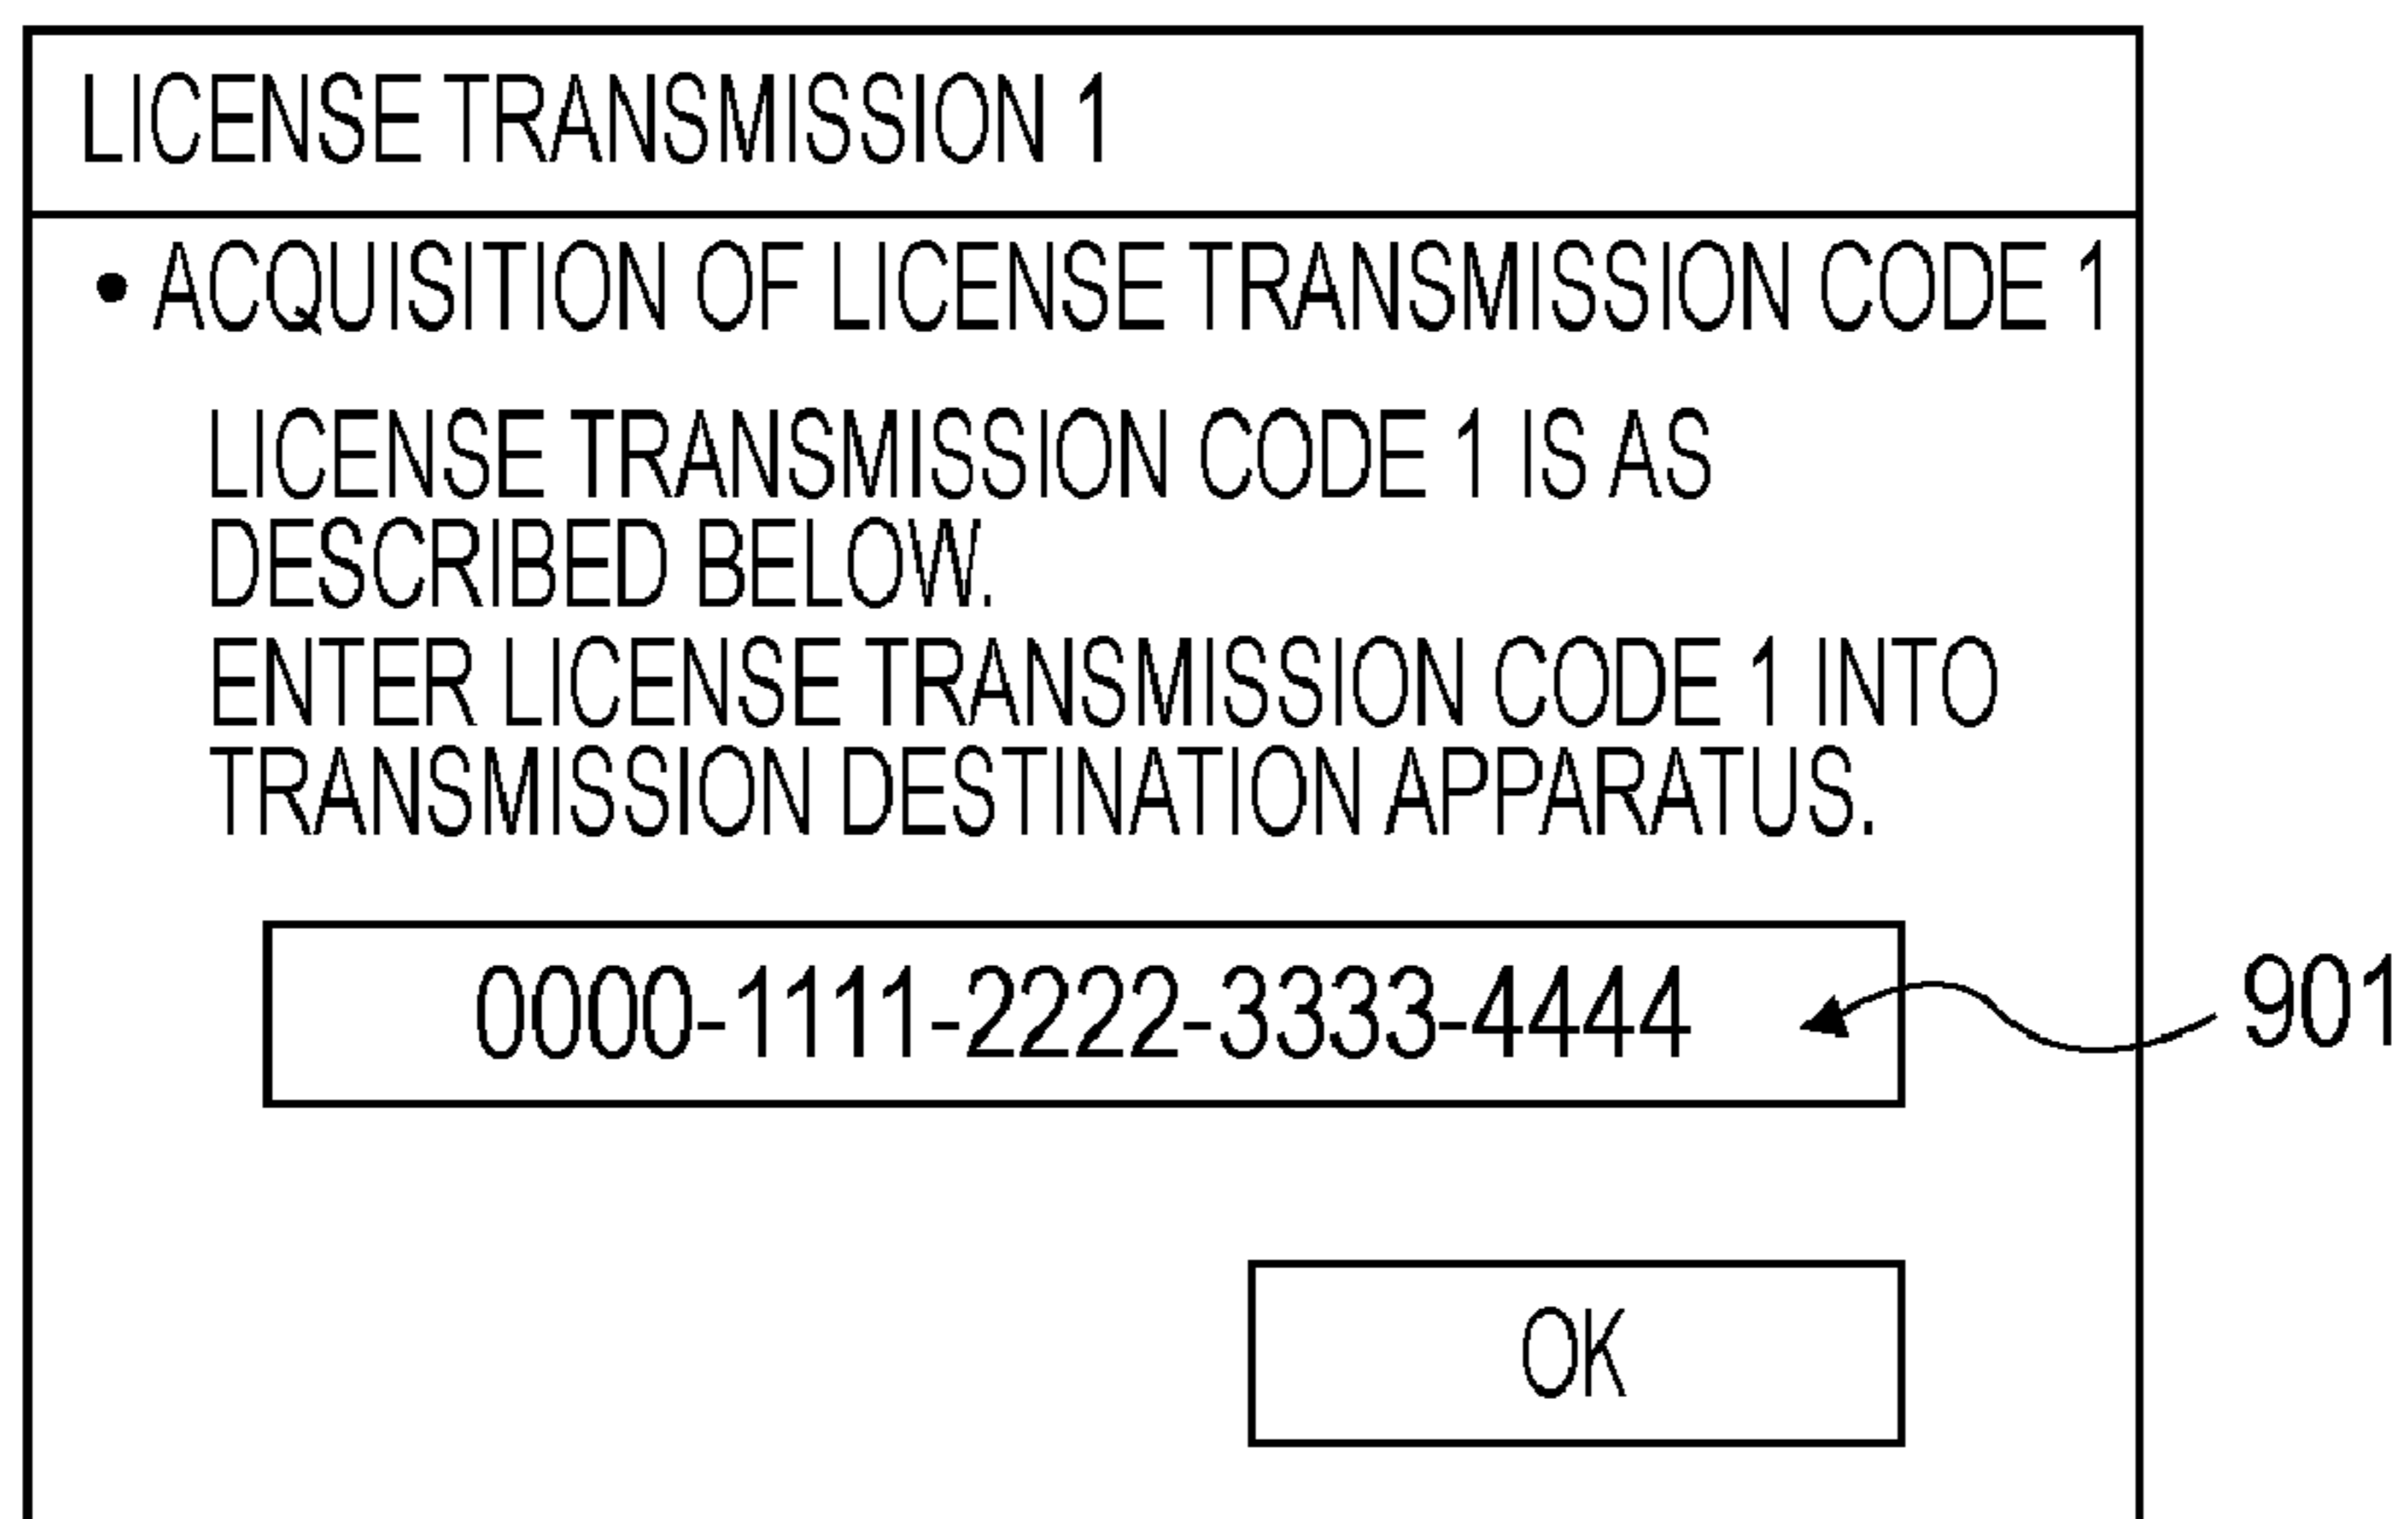 LICENSE TRANSMISSION 1
• ACQUISITION OF LICENSE TRANSMISSION CODE 1
LICENSE TRANSMISSION CODE 1 IS AS
DESCRIBED BELOW.
ENTER LICENSE TRANSMISSION CODE 1 INTO
TRANSMISSION DESTINATION APPARATUS.
0000-1111-2222-3333-4444
901
OK